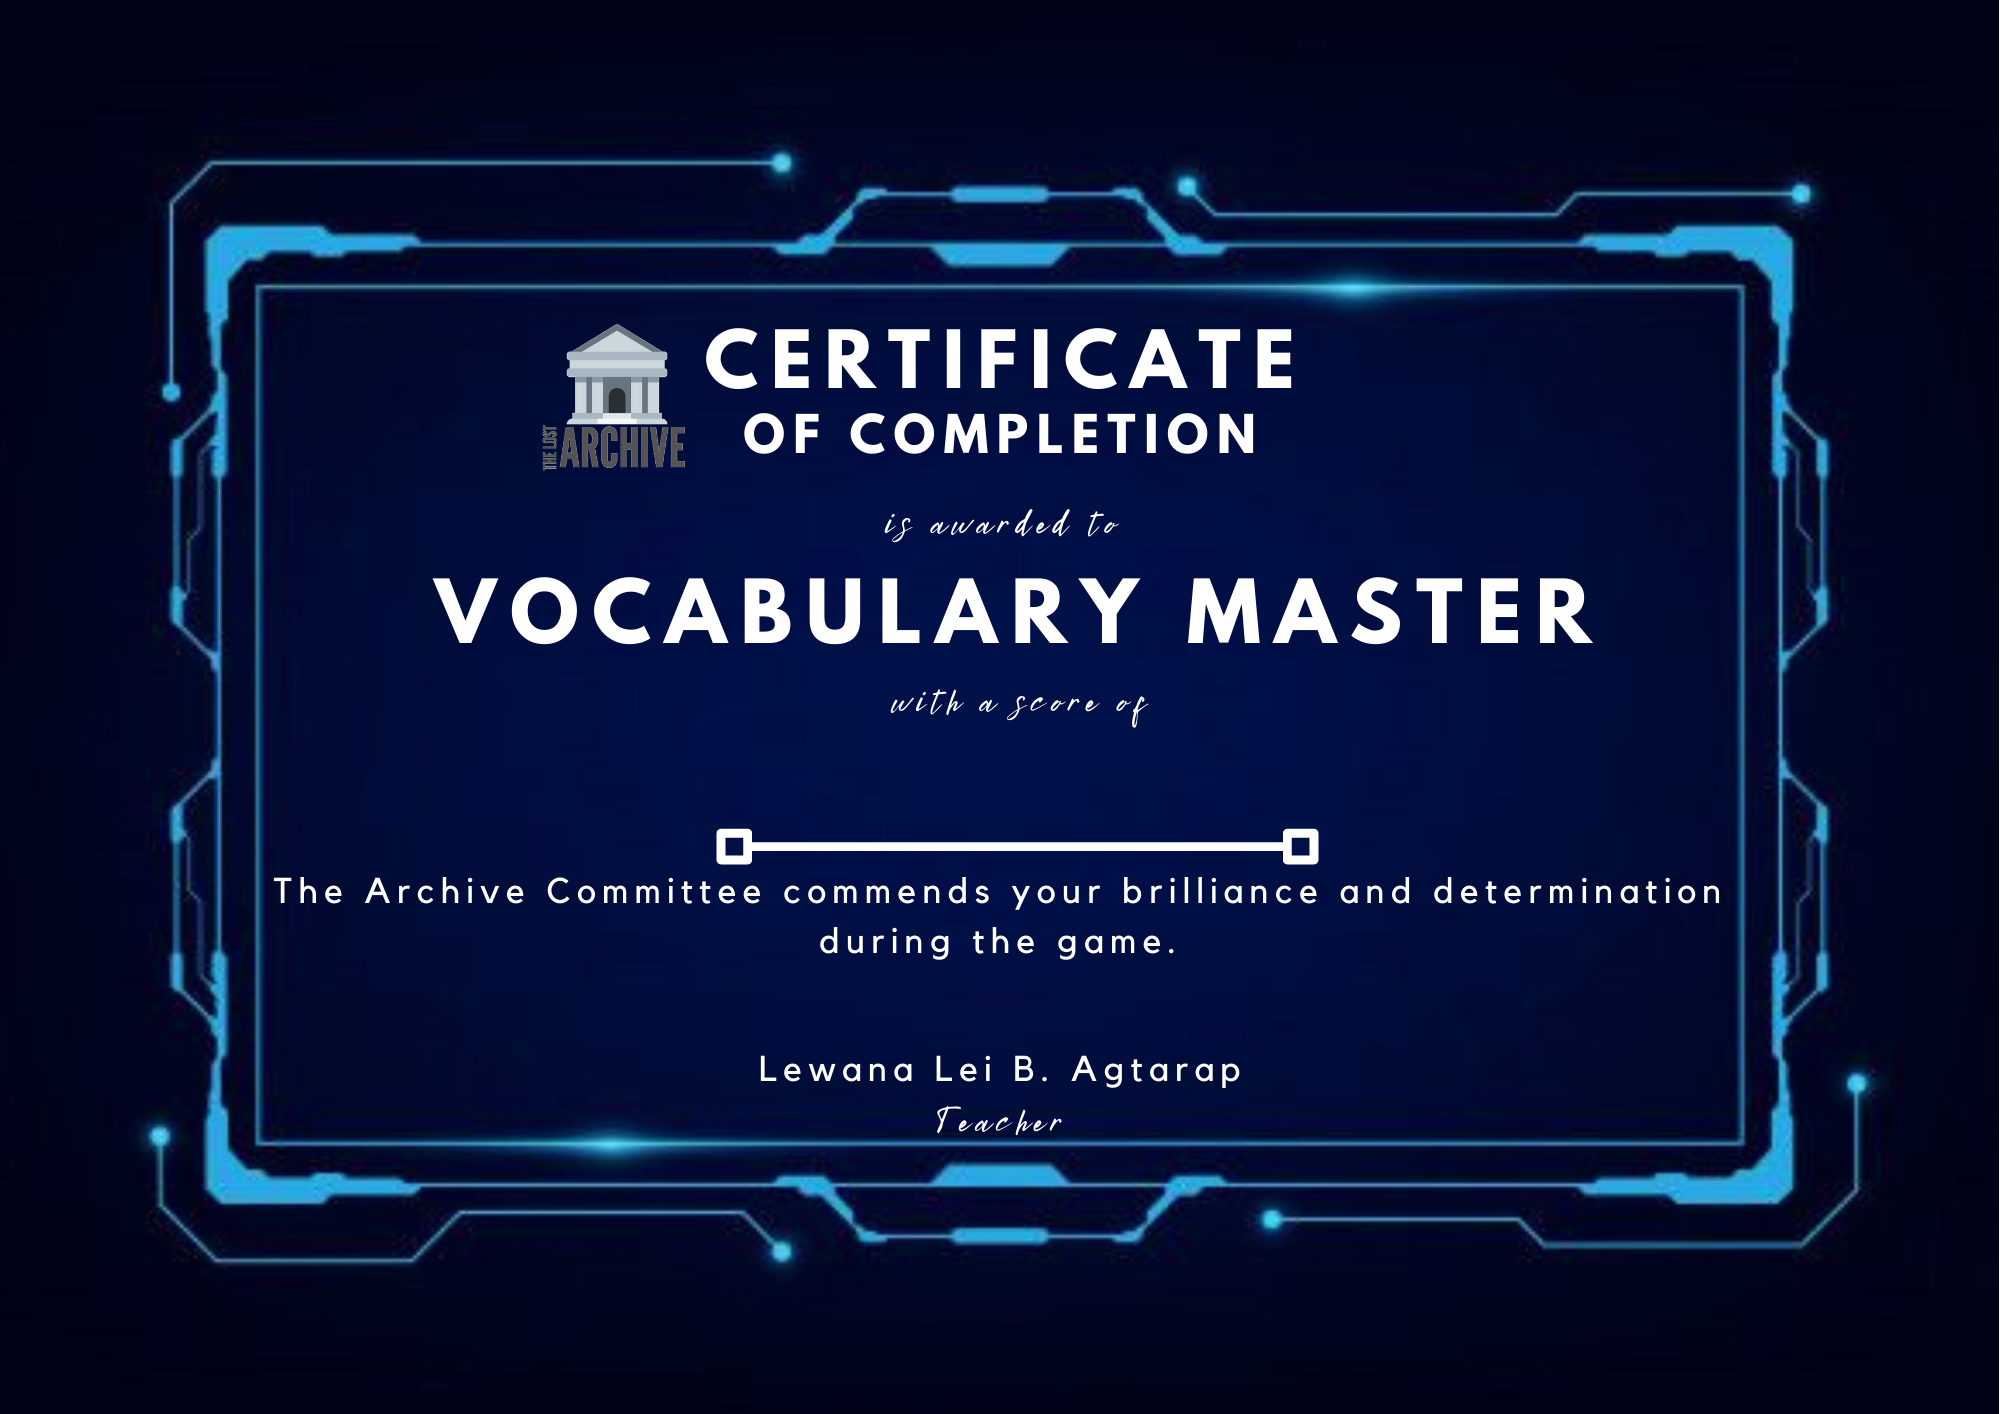 CERTIFICATE
OF COMPLETION
THE LOST
ARCHIVE
is awarded to
VOCABULARY MASTER
with a score of
The Archive Committee commends your brilliance and determination
during the game.
Lewana Lei B. Agtarap
Teacher